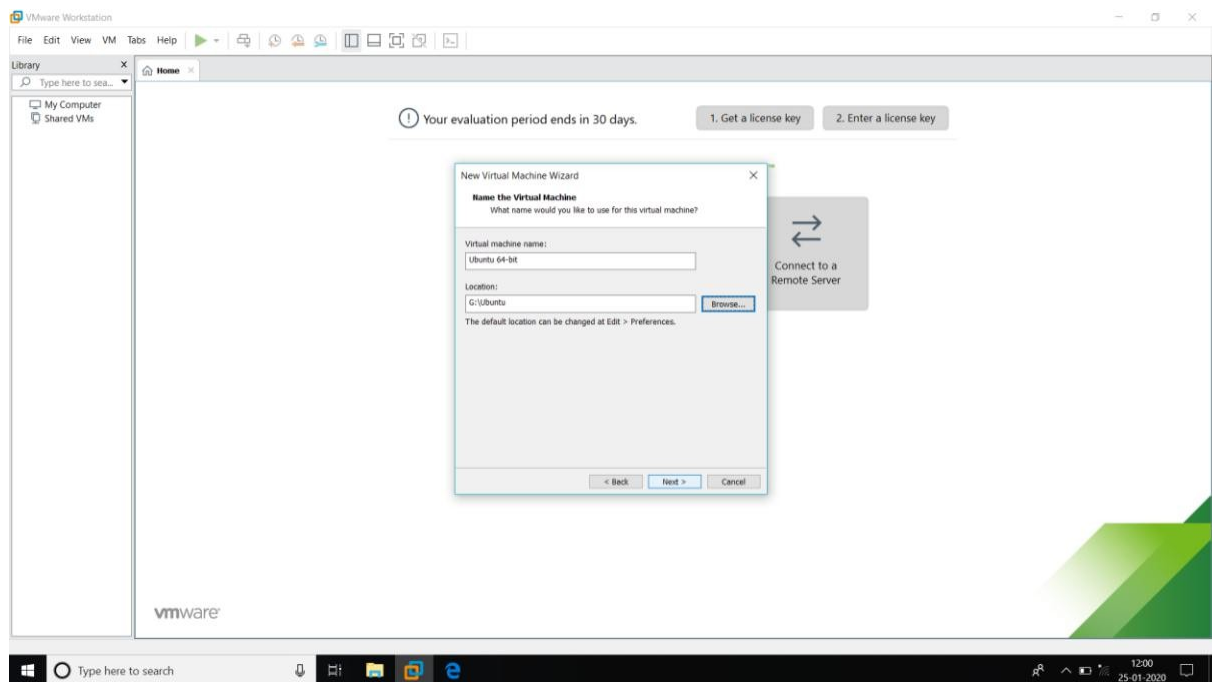 VMware Workstation
File Edit View VM Tabs Help
Library X
Home
Type here to sea...
My Computer
Shared VMs
! Your evaluation period ends in 30 days.
1. Get a license key
2. Enter a license key
New Virtual Machine Wizard
Name the Virtual Machine
What name would you like to use for this virtual machine?
Virtual machine name:
Ubuntu 64-bit
Location:
G:\Ubuntu
Browse...
The default location can be changed at Edit > Preferences.
< Back Next > Cancel
Connect to a
Remote Server
vmware
Type here to search
12:00
25-01-2020